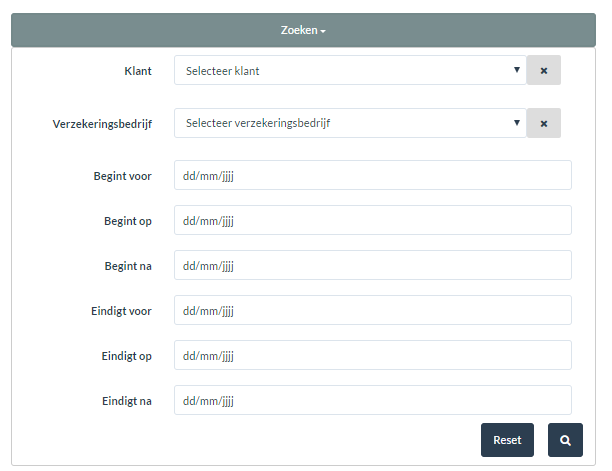 Zoeken
Klant Selecteer klant
Verzekeringsbedrijf Selecteer verzekeringsbedrijf
Begint voor dd/mm/jjjj
Begint op dd/mm/jjjj
Begint na dd/mm/jjjj
Eindigt voor dd/mm/jjjj
Eindigt op dd/mm/jjjj
Eindigt na dd/mm/jjjj
Reset